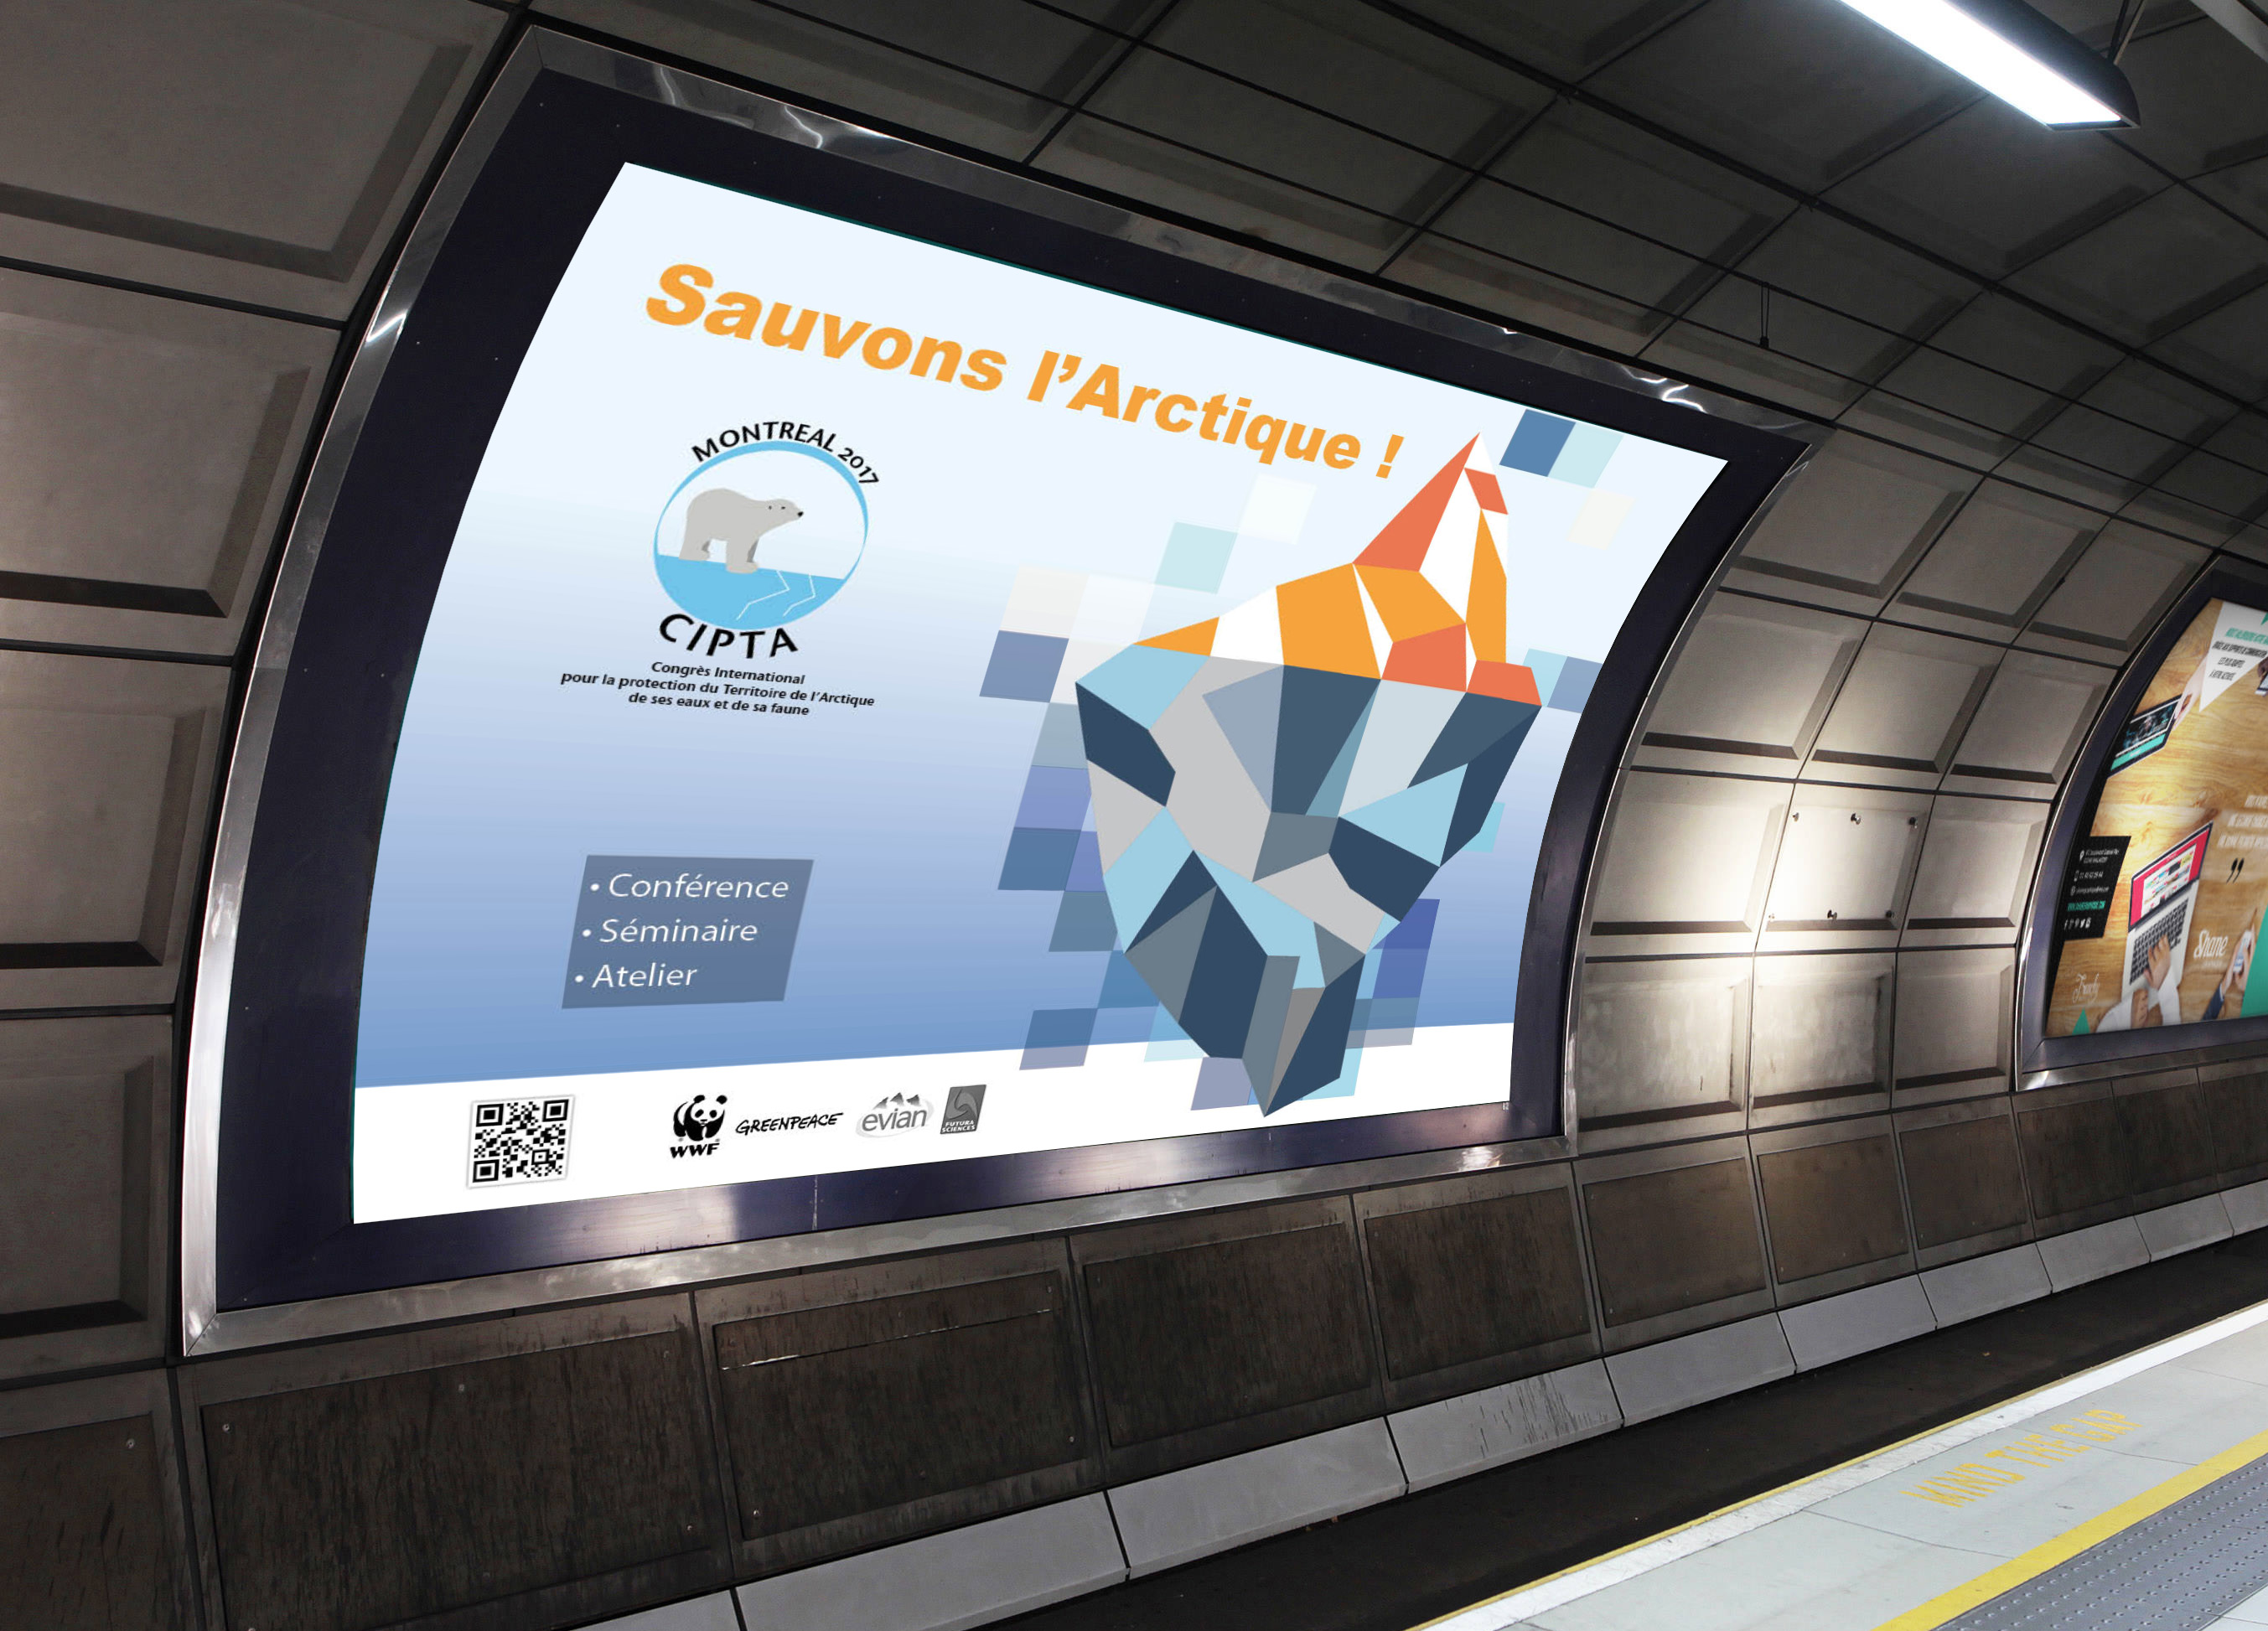 Sauvons l'Arctique !
MONTREAL 2017
CIPTA
Congrès International
pour la protection du Territoire de l'Arctique
de ses eaux et de sa faune
• Conférence
• Séminaire
• Atelier
WWF
GREENPEACE
evian
FUTURA
SCIENCES
Shane
MIND THE GAP